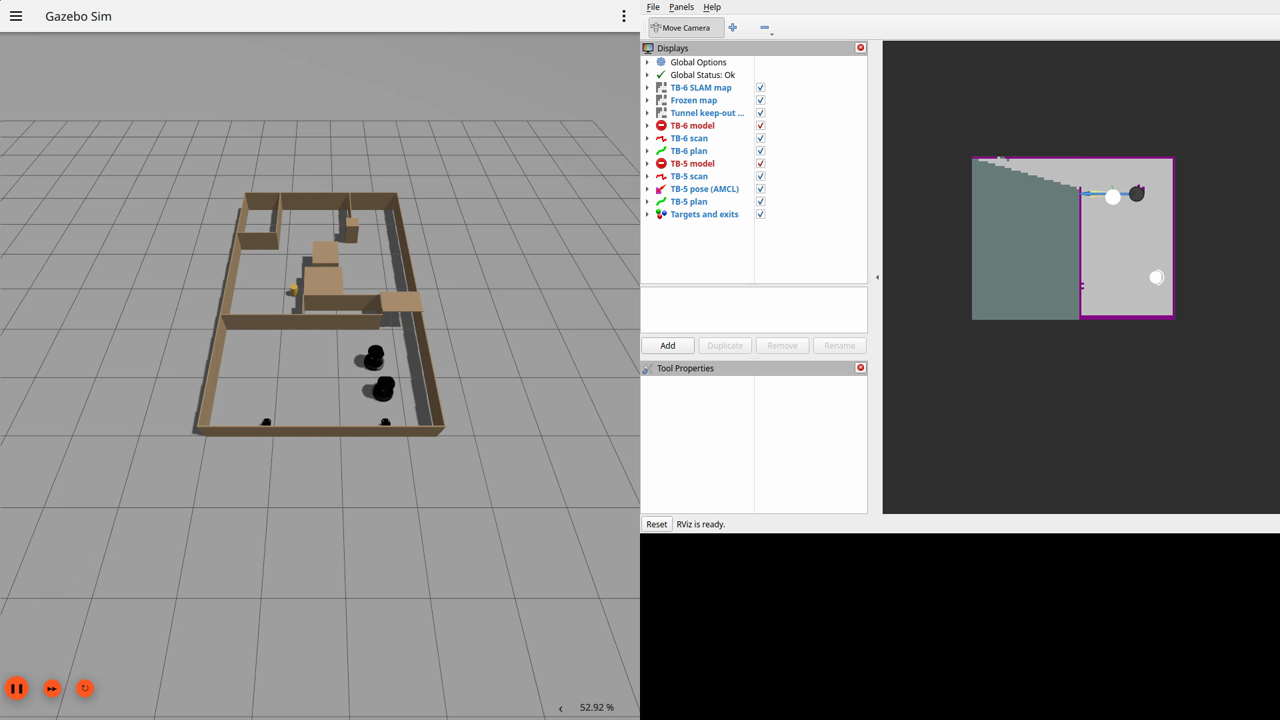 Gazebo Sim
52.92 %
File Panels Help
Move Camera
Displays
Global Options
Global Status: Ok
TB-6 SLAM map
Frozen map
Tunnel keep-out ...
TB-6 model
TB-6 scan
TB-6 plan
TB-5 model
TB-5 scan
TB-5 pose (AMCL)
TB-5 plan
Targets and exits
Add Duplicate Remove Rename
Tool Properties
Reset RViz is ready.